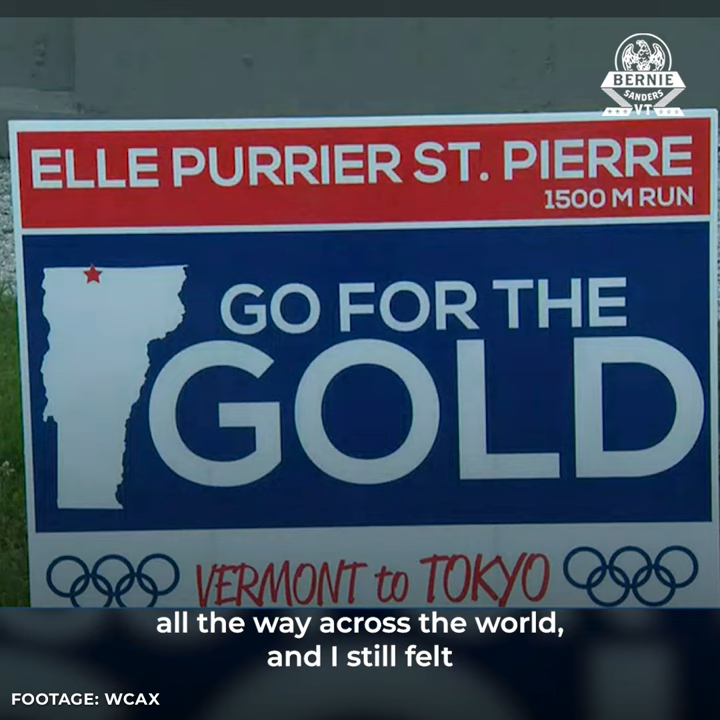 BERNIE
SANDERS
VT
ELLE PURRIER ST. PIERRE
1500 M RUN
GO FOR THE
GOLD
VERMONT to TOKYO
all the way across the world,
and I still felt
FOOTAGE: WCAX